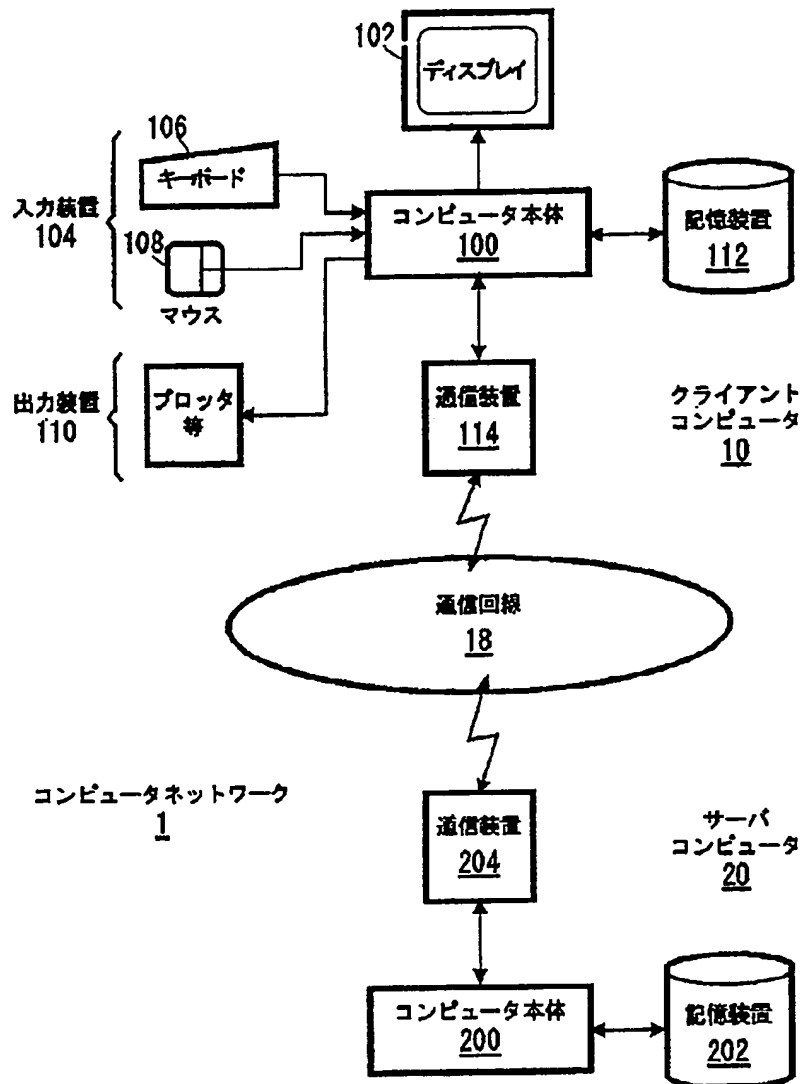 102
ディスプレイ
106
キーボード
入力装置
104
108
マウス
コンピュータ本体
100
記憶装置
112
出力装置
110
プロッタ
等
通信装置
114
クライアント
コンピュータ
10
通信回線
18
コンピュータネットワーク
1
通信装置
204
サーバ
コンピュータ
20
コンピュータ本体
200
記憶装置
202